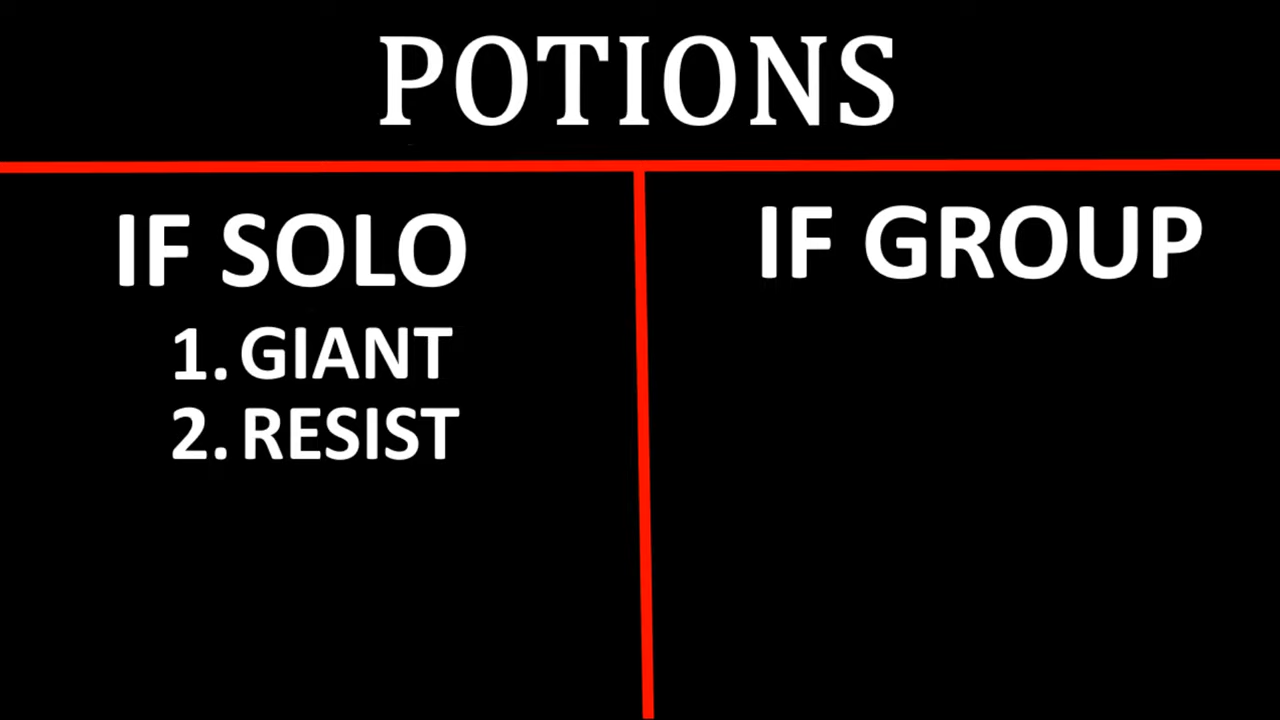 POTIONS
IF SOLO
1. GIANT
2. RESIST
IF GROUP